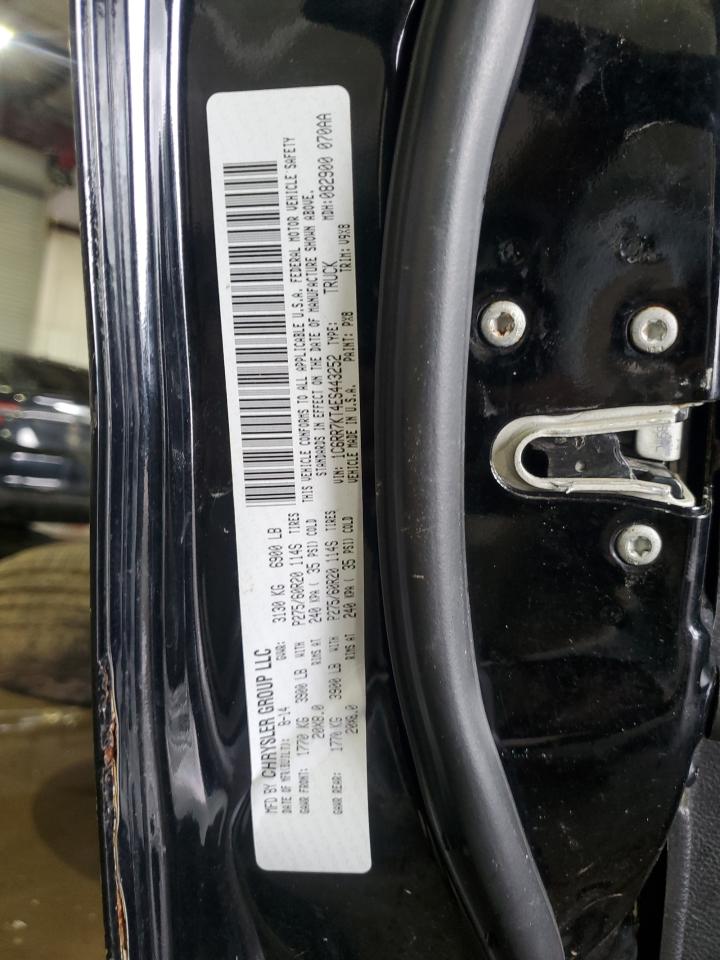 MFD BY CHRYSLER GROUP LLC
DATE OF MFR(BUILT): 8-14 GVWR: 3130 KG 6900 LB
GAWR FRONT: 1770 KG 3900 LB WITH P275/60R20 114S TIRES
20X8.0 RIMS AT 240 KPA ( 35 PSI) COLD
GAWR REAR: 1770 KG 3900 LB WITH P275/60R20 114S TIRES
20X8.0 RIMS AT 240 KPA ( 35 PSI) COLD
THIS VEHICLE CONFORMS TO ALL APPLICABLE U.S.A. FEDERAL MOTOR VEHICLE SAFETY
STANDARDS IN EFFECT ON THE DATE OF MANUFACTURE SHOWN ABOVE.
VIN: 1C6RR7KT4ES443252 TYPE: TRUCK MDH:082900 070AA
VEHICLE MADE IN U.S.A. PAINT: PX8 TRIM: V9X8